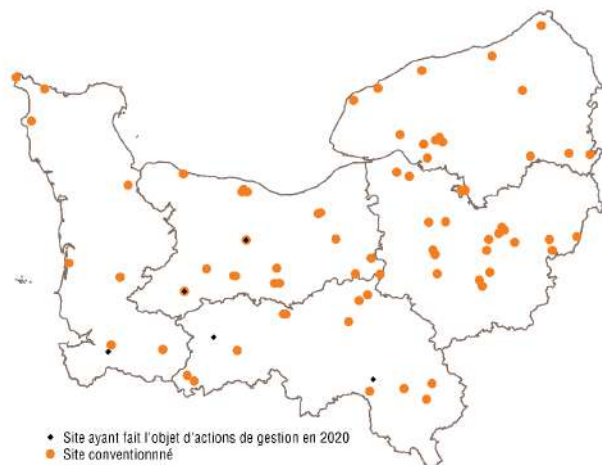 Site ayant fait l'objet d'actions de gestion en 2020
Site conventionnné